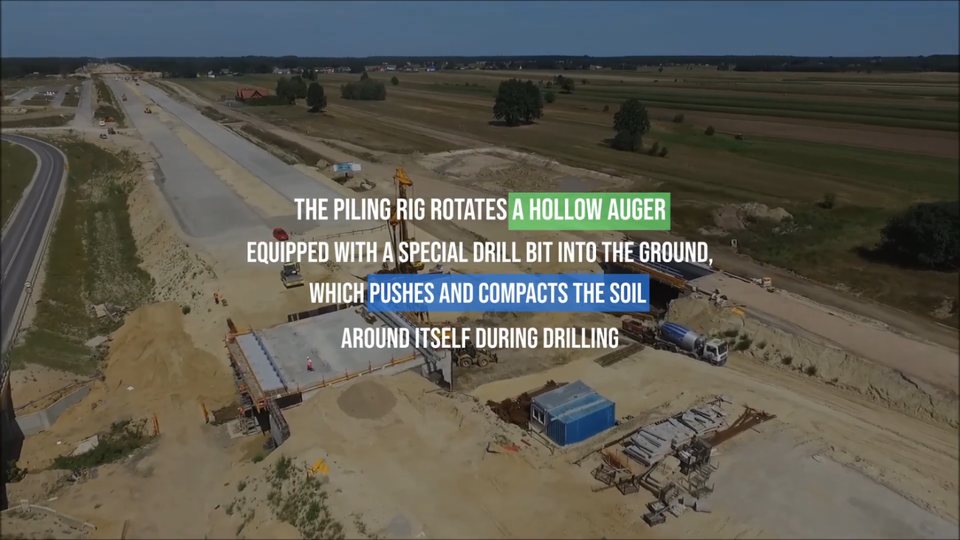 THE PILING RIG ROTATES A HOLLOW AUGER
EQUIPPED WITH A SPECIAL DRILL BIT INTO THE GROUND,
WHICH PUSHES AND COMPACTS THE SOIL
AROUND ITSELF DURING DRILLING